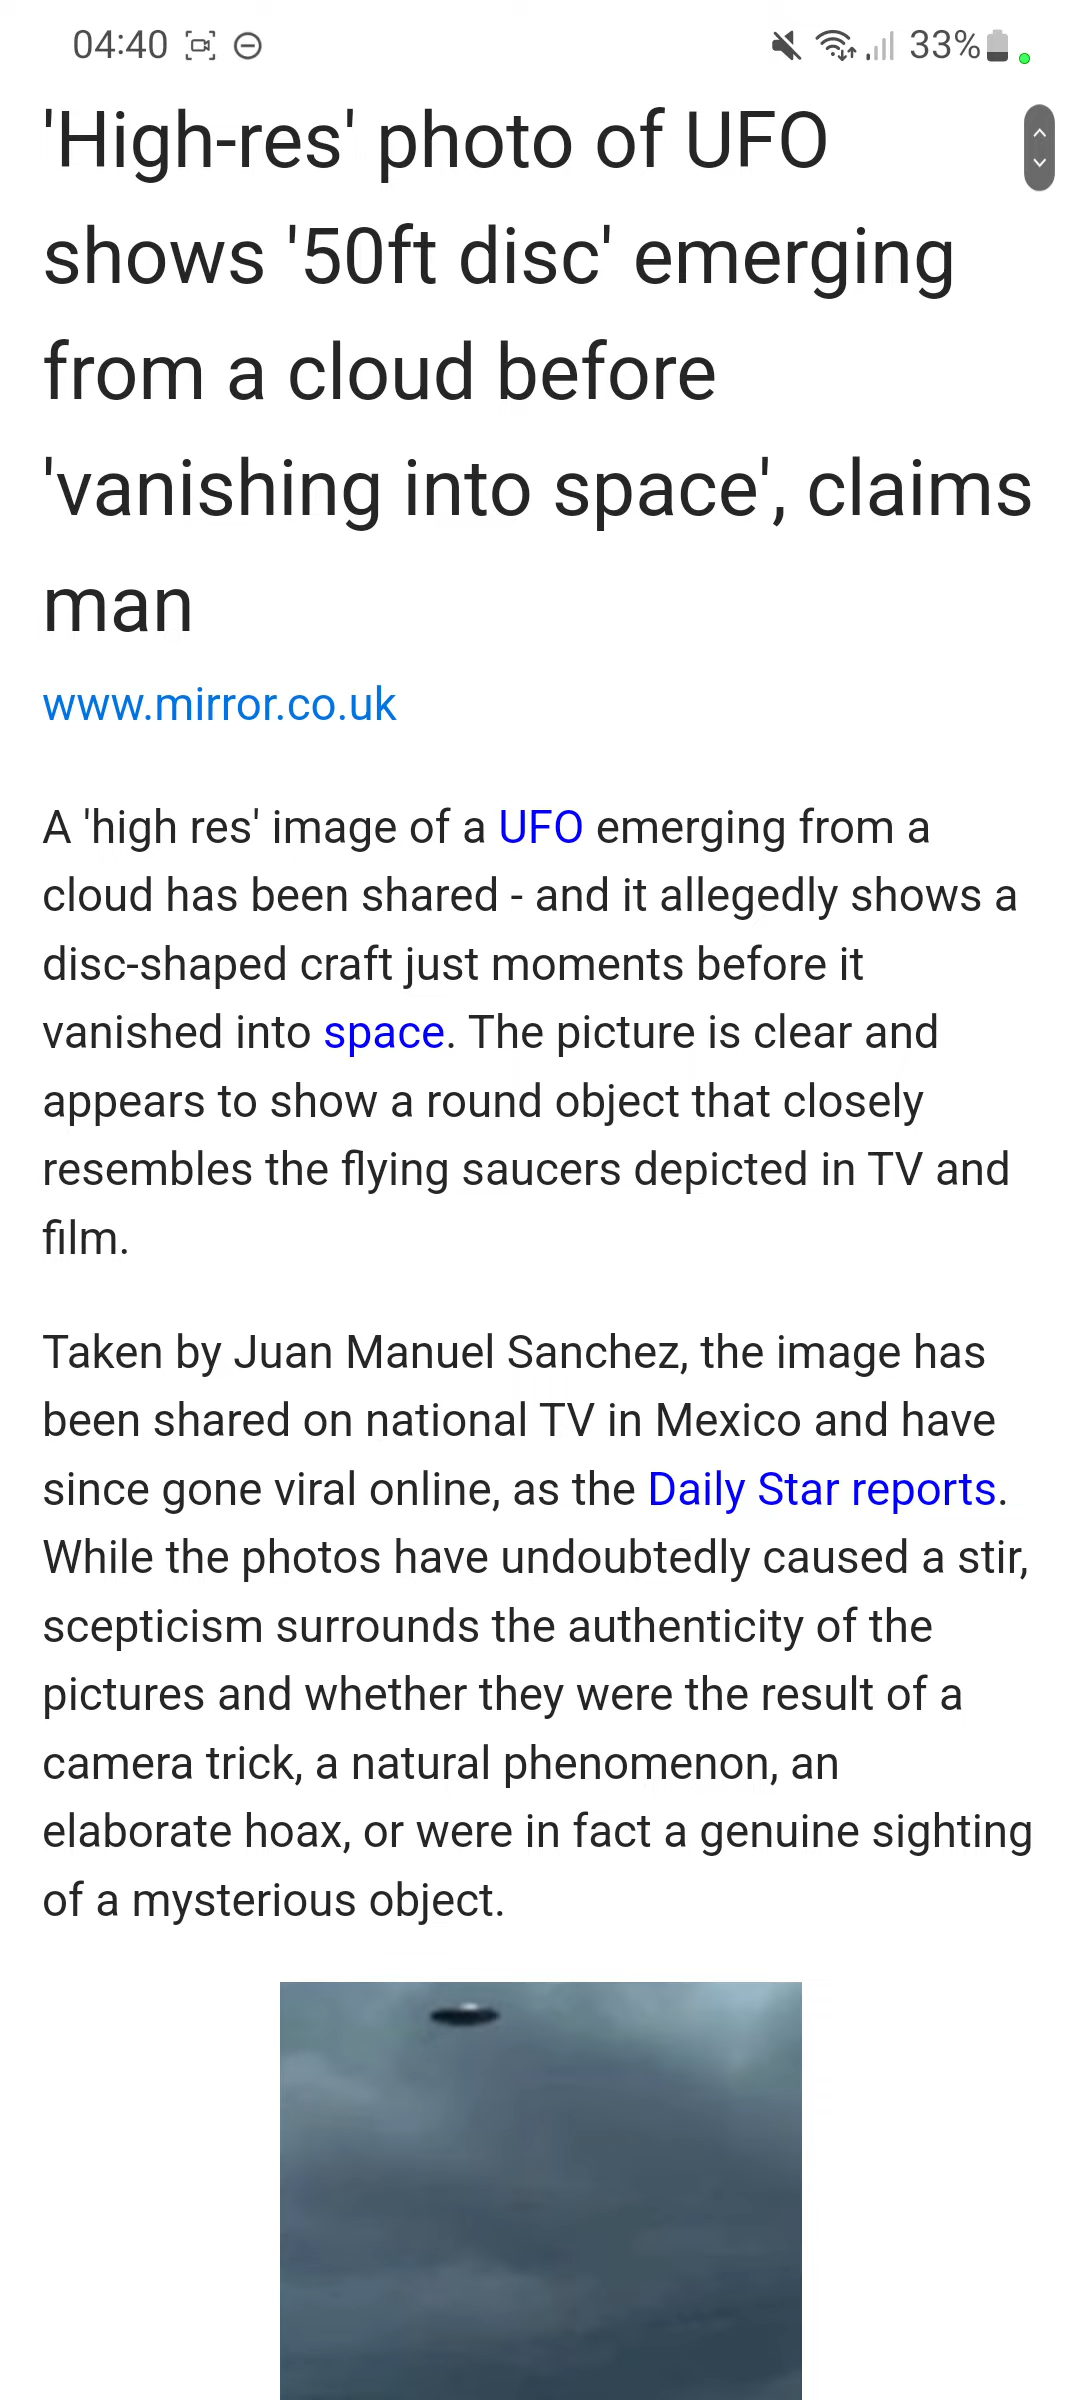 04:40
33%
'High-res' photo of UFO
shows '50ft disc' emerging
from a cloud before
'vanishing into space', claims
man
www.mirror.co.uk
A 'high res' image of a UFO emerging from a
cloud has been shared - and it allegedly shows a
disc-shaped craft just moments before it
vanished into space. The picture is clear and
appears to show a round object that closely
resembles the flying saucers depicted in TV and
film.
Taken by Juan Manuel Sanchez, the image has
been shared on national TV in Mexico and have
since gone viral online, as the Daily Star reports.
While the photos have undoubtedly caused a stir,
scepticism surrounds the authenticity of the
pictures and whether they were the result of a
camera trick, a natural phenomenon, an
elaborate hoax, or were in fact a genuine sighting
of a mysterious object.